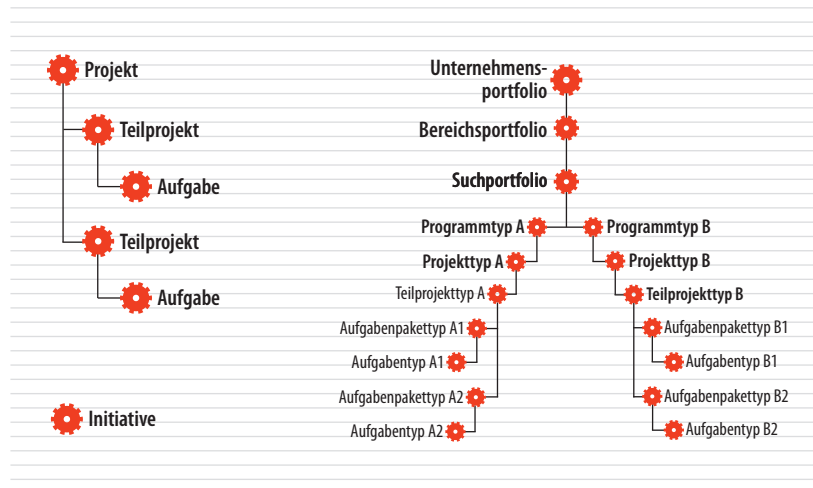 Projekt
Teilprojekt
Aufgabe
Teilprojekt
Aufgabe
Initiative
Unternehmens-
portfolio
Bereichsportfolio
Suchportfolio
Programmtyp A
Programmtyp B
Projekttyp A
Projekttyp B
Teilprojekttyp A
Teilprojekttyp B
Aufgabenpakettyp A1
Aufgabenpakettyp B1
Aufgabentyp A1
Aufgabentyp B1
Aufgabenpakettyp A2
Aufgabenpakettyp B2
Aufgabentyp A2
Aufgabentyp B2